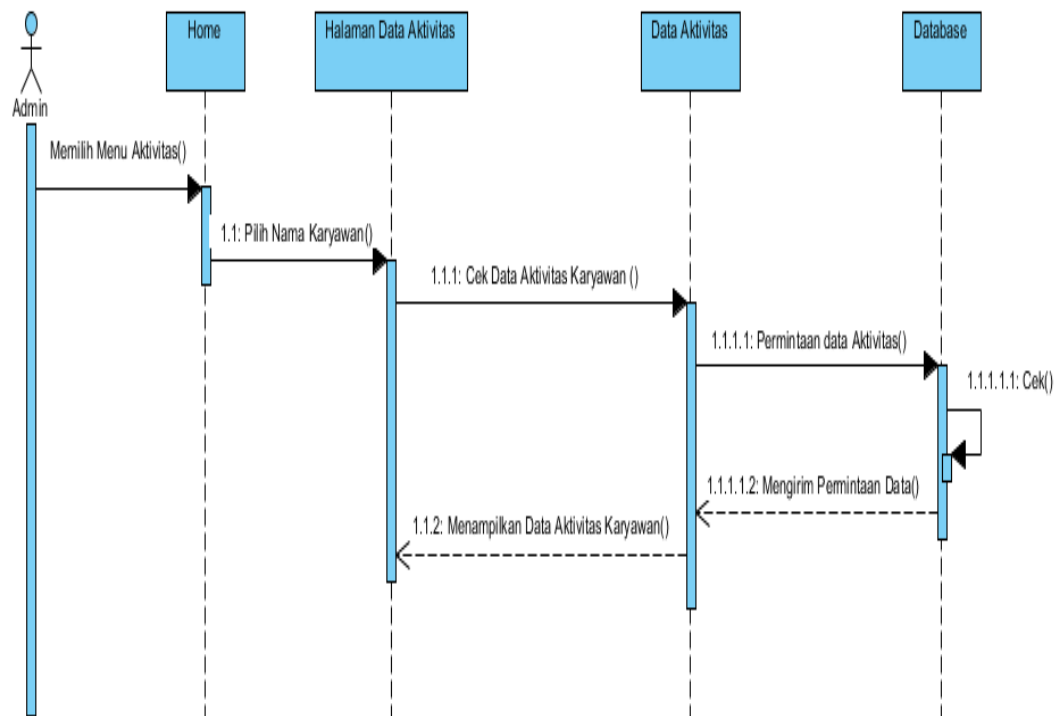 Home
Halaman Data Aktivitas
Data Aktivitas
Database
Admin
Memilih Menu Aktivitas()
1.1: Pilih Nama Karyawan()
1.1.1: Cek Data Aktivitas Karyawan ()
1.1.1.1: Permintaan data Aktivitas()
1.1.1.1.1: Cek()
1.1.1.1.2: Mengirim Permintaan Data()
1.1.2: Menampilkan Data Aktivitas Karyawan()